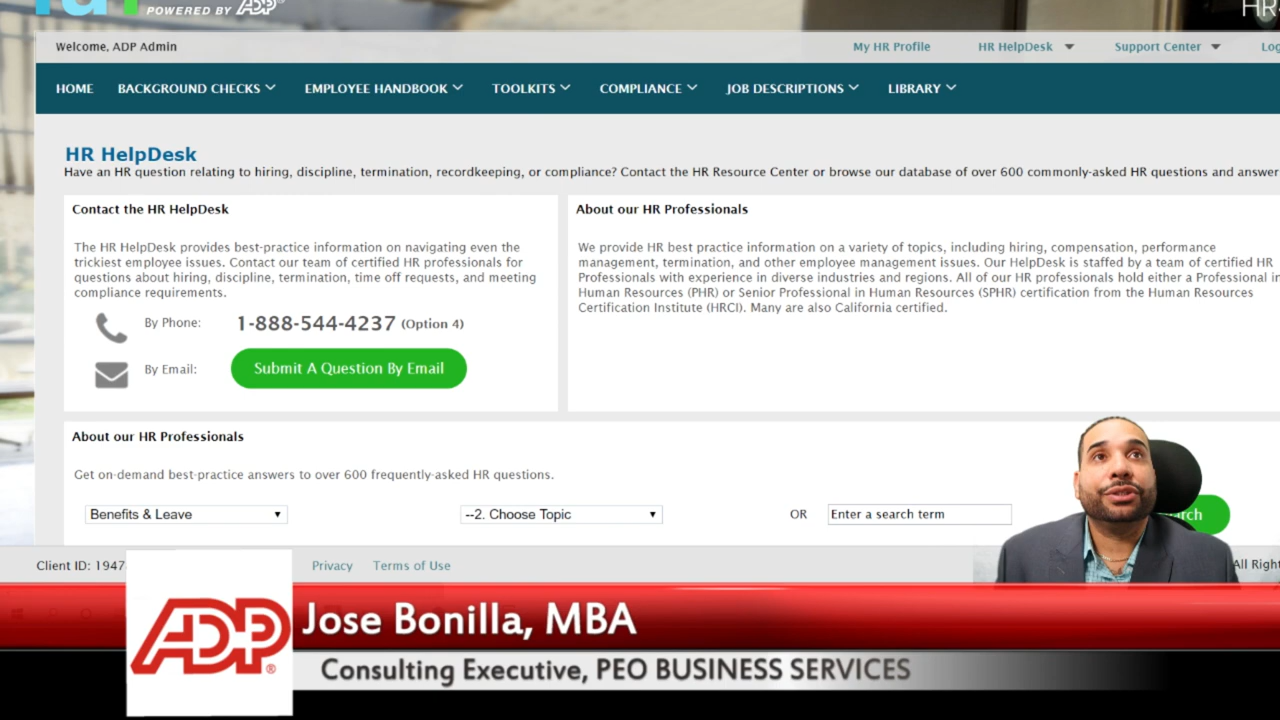 POWERED BY ADP
HR
Welcome, ADP Admin
My HR Profile
HR HelpDesk
Support Center
Log
HOME
BACKGROUND CHECKS
EMPLOYEE HANDBOOK
TOOLKITS
COMPLIANCE
JOB DESCRIPTIONS
LIBRARY
HR HelpDesk
Have an HR question relating to hiring, discipline, termination, recordkeeping, or compliance? Contact the HR Resource Center or browse our database of over 600 commonly-asked HR questions and answer
Contact the HR HelpDesk
The HR HelpDesk provides best-practice information on navigating even the
trickiest employee issues. Contact our team of certified HR professionals for
questions about hiring, discipline, termination, time off requests, and meeting
compliance requirements.
By Phone: 1-888-544-4237 (Option 4)
By Email: Submit A Question By Email
About our HR Professionals
We provide HR best practice information on a variety of topics, including hiring, compensation, performance
management, termination, and other employee management issues. Our HelpDesk is staffed by a team of certified HR
Professionals with experience in diverse industries and regions. All of our HR professionals hold either a Professional in
Human Resources (PHR) or Senior Professional in Human Resources (SPHR) certification from the Human Resources
Certification Institute (HRCI). Many are also California certified.
About our HR Professionals
Get on-demand best-practice answers to over 600 frequently-asked HR questions.
Benefits & Leave
--2. Choose Topic
OR
Enter a search term
rch
Client ID: 1947
Privacy
Terms of Use
All Righ
ADP
Jose Bonilla, MBA
Consulting Executive, PEO BUSINESS SERVICES